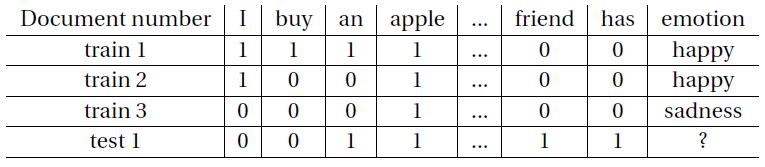 Document number I buy an apple ... friend has emotion
train 1 1 1 1 1 ... 0 0 happy
train 2 1 0 0 1 ... 0 0 happy
train 3 0 0 0 1 ... 0 0 sadness
test 1 0 0 1 1 ... 1 1 ?